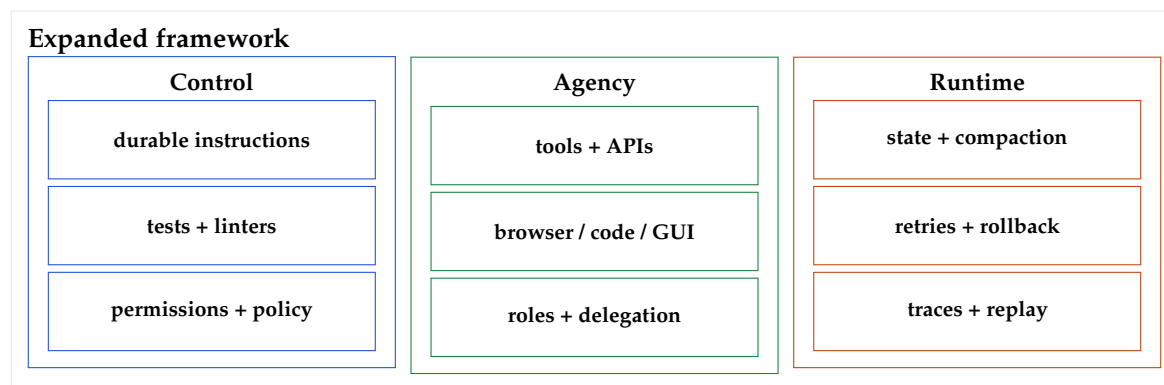 Expanded framework
Control
durable instructions
tests + linters
permissions + policy
Agency
tools + APIs
browser / code / GUI
roles + delegation
Runtime
state + compaction
retries + rollback
traces + replay